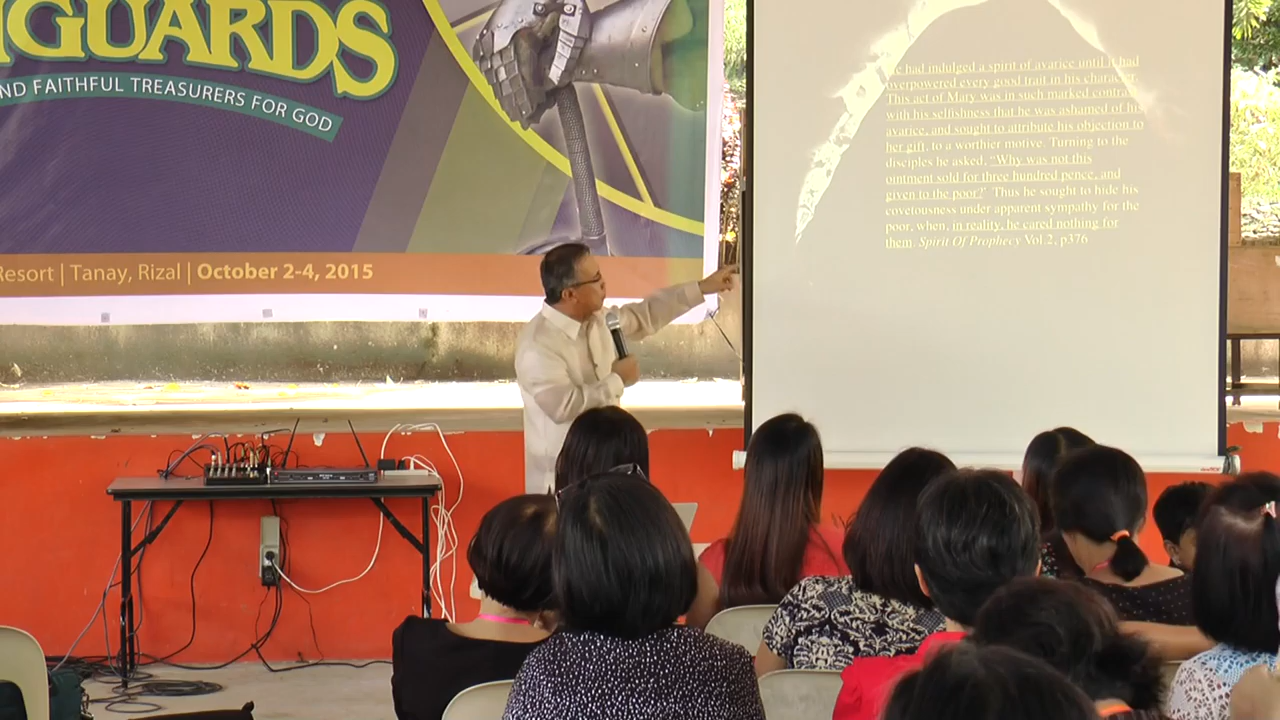 IGUARDS
ND FAITHFUL TREASURERS FOR GOD
Resort | Tanay, Rizal | October 2-4, 2015
had indulged a spirit of avarice until it had
overpowered every good trait in his character.
This act of Mary was in such marked contrast
with his selfishness that he was ashamed of his
avarice, and sought to attribute his objection to
her gift, to a worthier motive. Turning to the
disciples he asked, “Why was not this
ointment sold for three hundred pence, and
given to the poor?’ Thus he sought to hide his
covetousness under apparent sympathy for the
poor, when, in reality, he cared nothing for
them. Spirit Of Prophecy Vol.2, p376